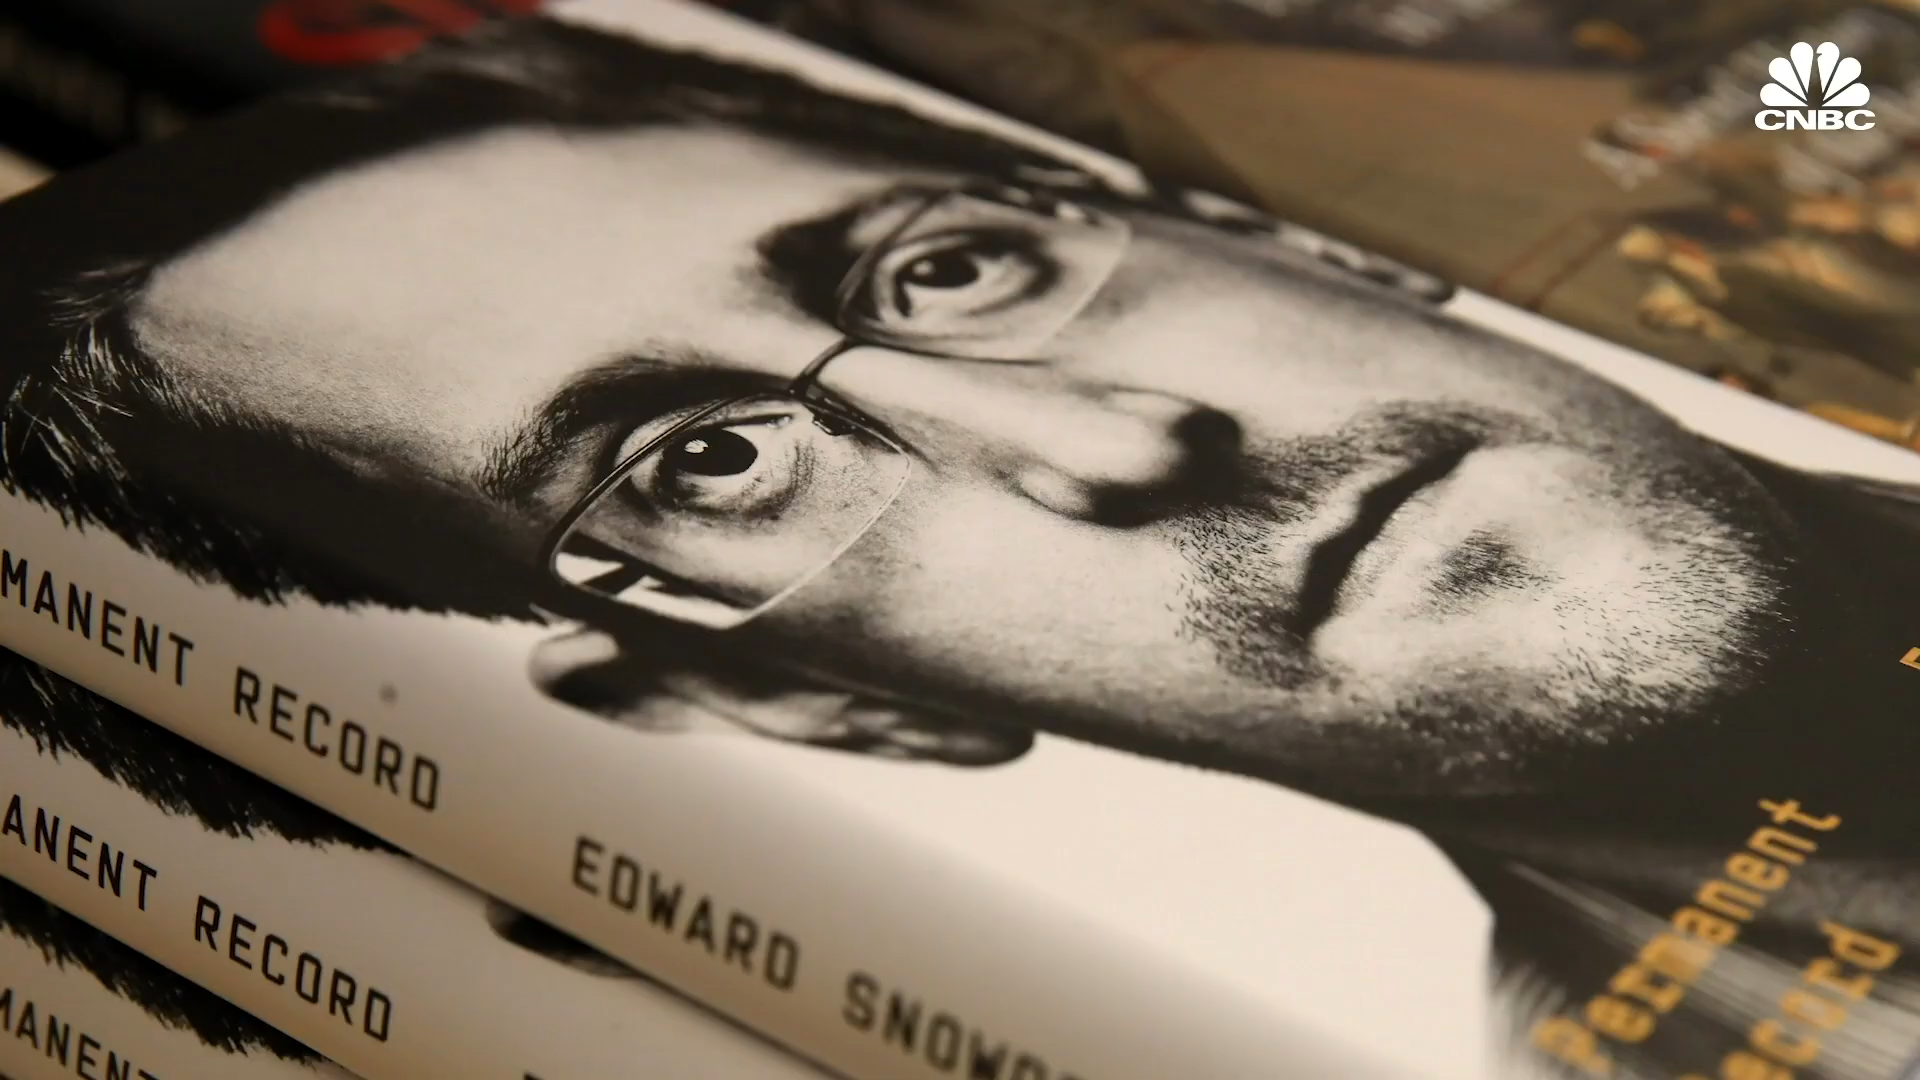 CNBC
MANENT RECORD EDWARD SNOWD
ANENT RECORD
MANENT
Permanent
Record